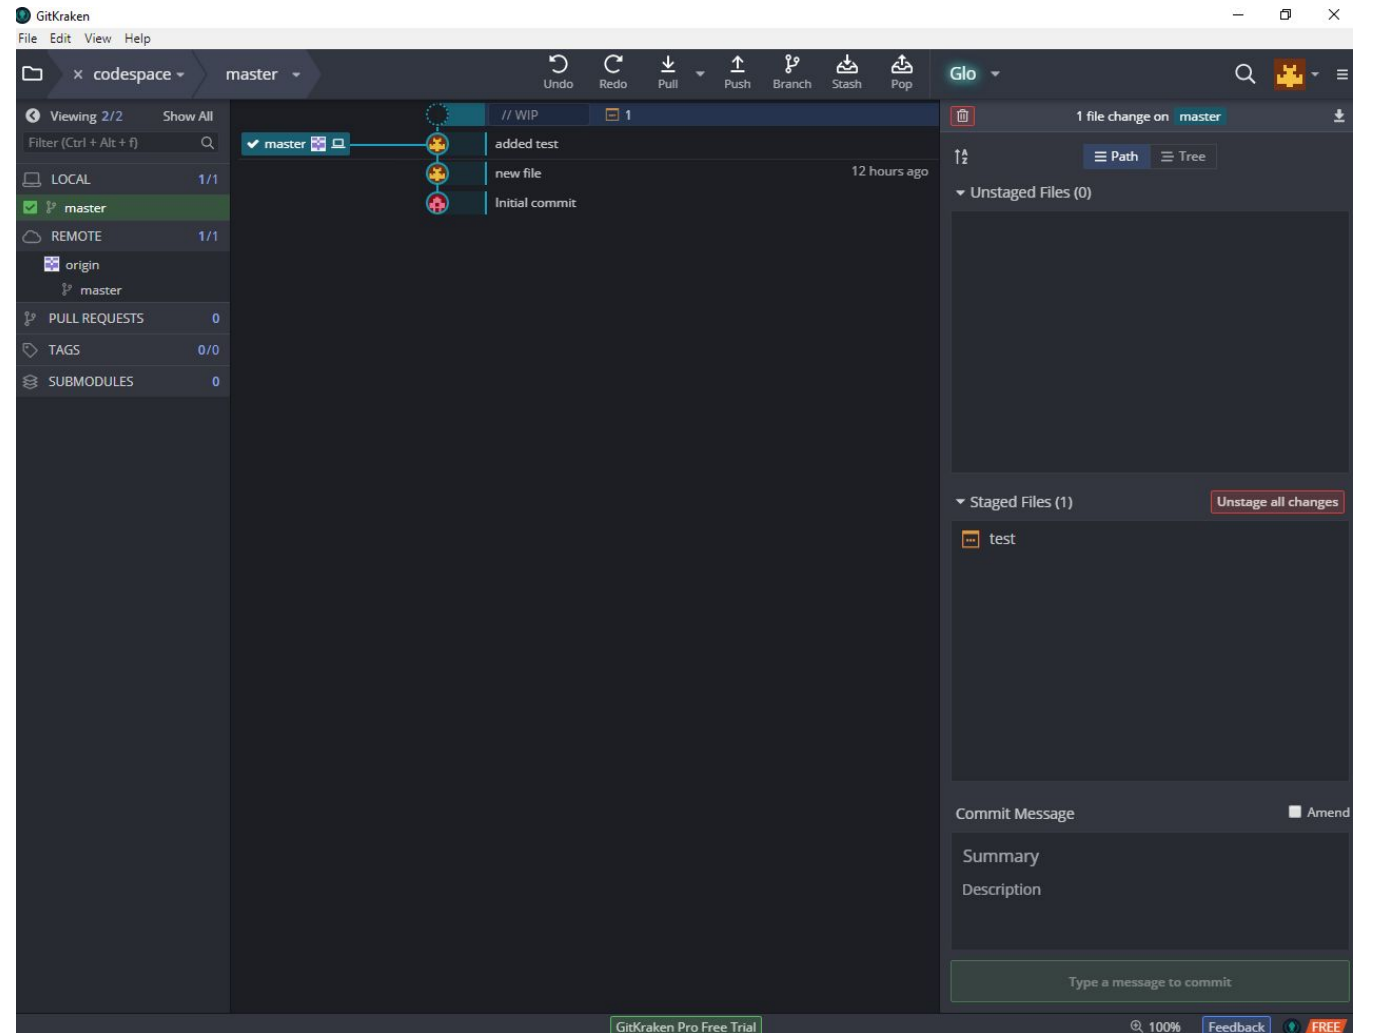 GitKraken
File Edit View Help
codespace
master
Undo
Redo
Pull
Push
Branch
Stash
Pop
Glo
Viewing 2/2 Show All
Filter (Ctrl + Alt + f)
LOCAL 1/1
master
REMOTE 1/1
origin
master
PULL REQUESTS 0
TAGS 0/0
SUBMODULES 0
// WIP 1
master added test
new file 12 hours ago
Initial commit
1 file change on master
Path Tree
Unstaged Files (0)
Staged Files (1) Unstage all changes
test
Commit Message Amend
Summary
Description
Type a message to commit
GitKraken Pro Free Trial 100% Feedback FREE